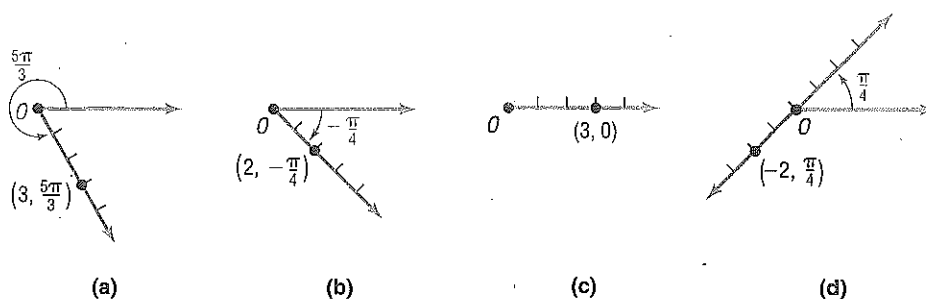 5π/3
O
(3, 5π/3)
(a)
O
-π/4
(2, -π/4)
(b)
O
(3, 0)
(c)
π/4
O
(-2, π/4)
(d)